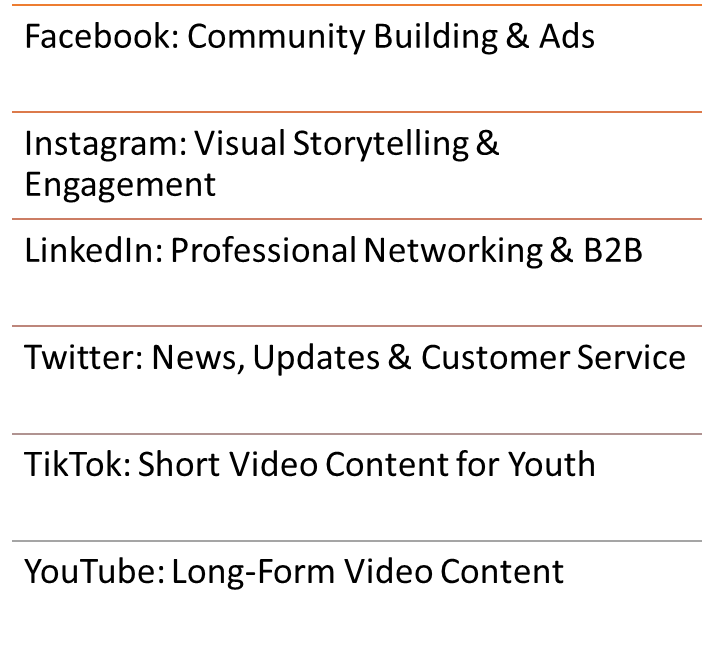 Facebook: Community Building & Ads
Instagram: Visual Storytelling &
Engagement
LinkedIn: Professional Networking & B2B
Twitter: News, Updates & Customer Service
TikTok: Short Video Content for Youth
YouTube: Long-Form Video Content